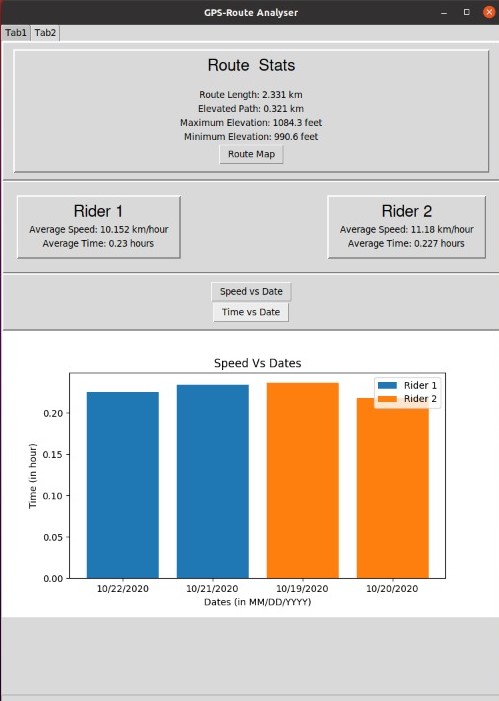 GPS-Route Analyser
Tab1 Tab2
Route Stats
Route Length: 2.331 km
Elevated Path: 0.321 km
Maximum Elevation: 1084.3 feet
Minimum Elevation: 990.6 feet
Route Map
Rider 1
Average Speed: 10.152 km/hour
Average Time: 0.23 hours
Rider 2
Average Speed: 11.18 km/hour
Average Time: 0.227 hours
Speed vs Date
Time vs Date
Speed Vs Dates
Rider 1
Rider 2
Time (in hour)
0.20
0.15
0.10
0.05
0.00
10/22/2020 10/21/2020 10/19/2020 10/20/2020
Dates (in MM/DD/YYYY)